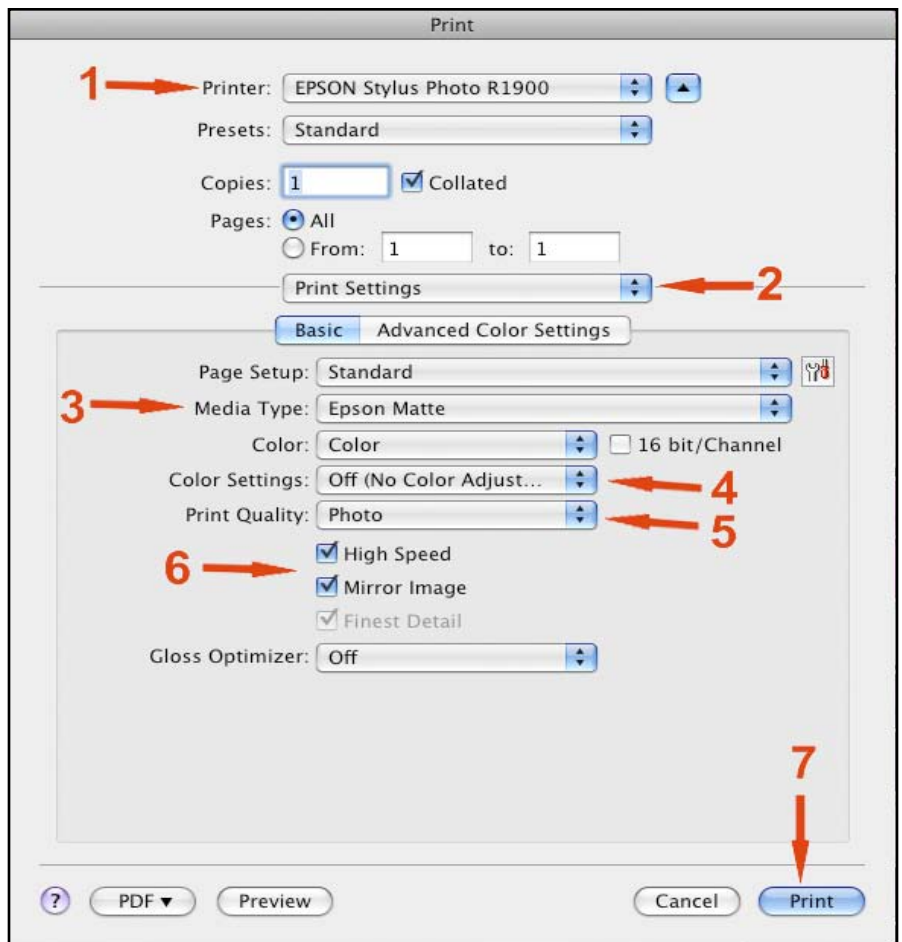 Print
1 Printer: EPSON Stylus Photo R1900
Presets: Standard
Copies: 1 Collated
Pages: All
From: 1 to: 1
Print Settings 2
Basic Advanced Color Settings
Page Setup: Standard
3 Media Type: Epson Matte
Color: Color 16 bit/Channel
Color Settings: Off (No Color Adjust... 4
Print Quality: Photo 5
High Speed
6
Mirror Image
Finest Detail
Gloss Optimizer: Off
7
? PDF Preview Cancel Print